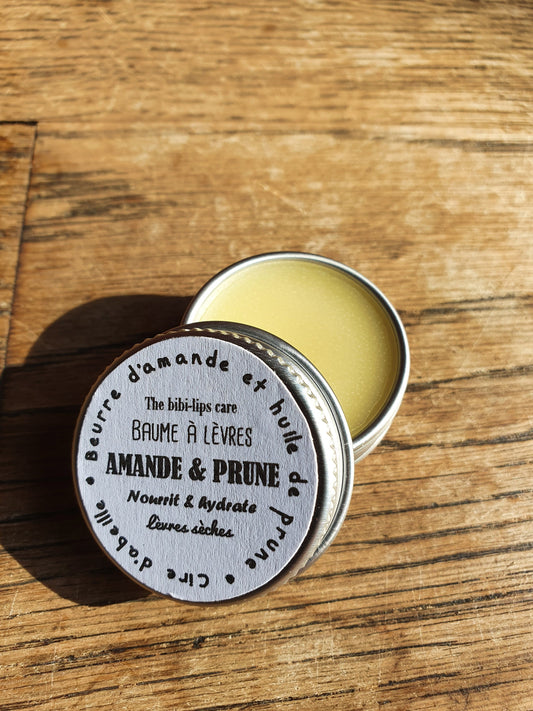 Beurre d'amande et huile de prune • Cire d'abeille •
The bibi-lips care
BAUME À LÈVRES
AMANDE & PRUNE
Nourrit & hydrate
lèvres sèches